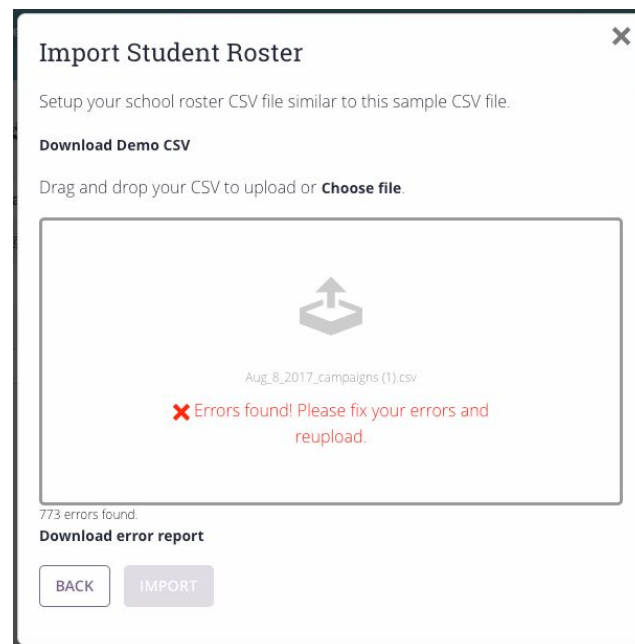 Import Student Roster
Setup your school roster CSV file similar to this sample CSV file.
Download Demo CSV
Drag and drop your CSV to upload or Choose file.
Aug_8_2017_campaigns (1).csv
Errors found! Please fix your errors and
reupload.
773 errors found.
Download error report
BACK
IMPORT